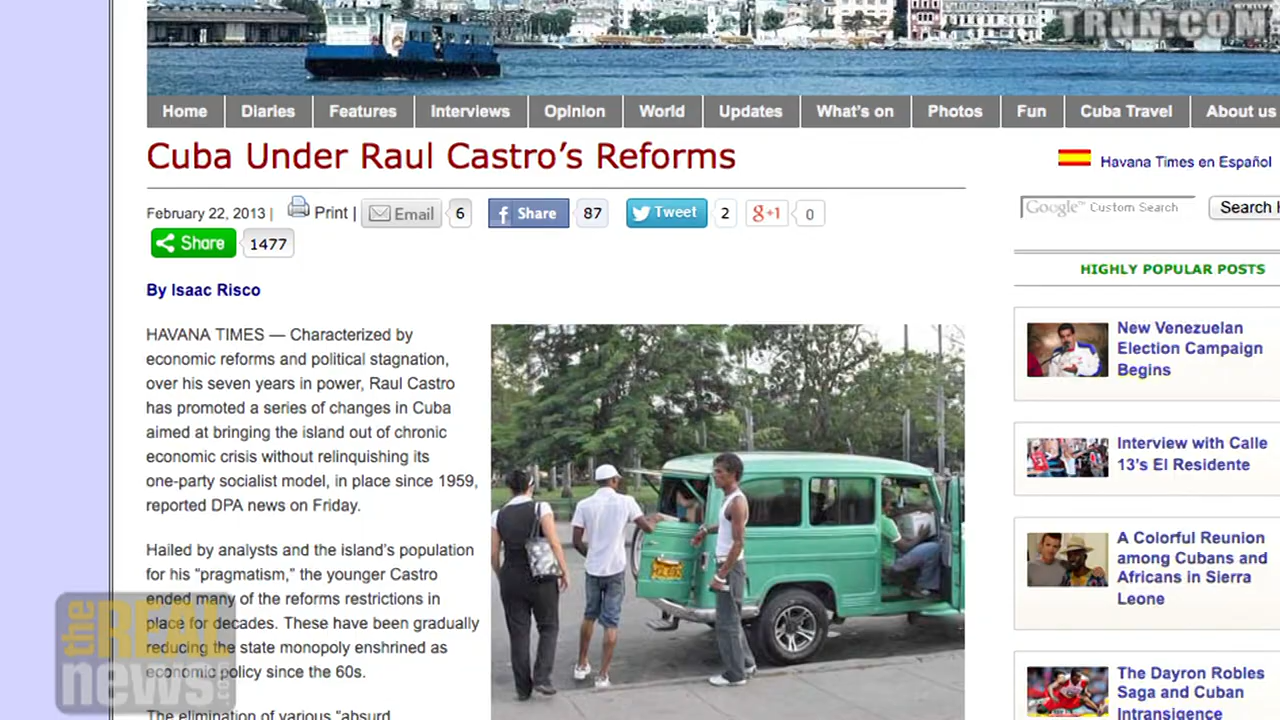 TRNN.COM
Home Diaries Features Interviews Opinion World Updates What's on Photos Fun Cuba Travel About us
Cuba Under Raul Castro's Reforms
February 22, 2013 | Print | Email 6 Share 87 Tweet 2 g+1 0
Share 1477
By Isaac Risco
HAVANA TIMES — Characterized by
economic reforms and political stagnation,
over his seven years in power, Raul Castro
has promoted a series of changes in Cuba
aimed at bringing the island out of chronic
economic crisis without relinquishing its
one-party socialist model, in place since 1959,
reported DPA news on Friday.
Hailed by analysts and the island's population
for his "pragmatism," the younger Castro
ended many of the reforms restrictions in
place for decades. These have been gradually
reducing the state monopoly enshrined as
economic policy since the 60s.
The elimination of various "absurd
Havana Times en Español
Google™ Custom Search Search
HIGHLY POPULAR POSTS
New Venezuelan
Election Campaign
Begins
Interview with Calle
13's El Residente
A Colorful Reunion
among Cubans and
Africans in Sierra
Leone
The Dayron Robles
Saga and Cuban
Intransigence
the
REAL
news.com